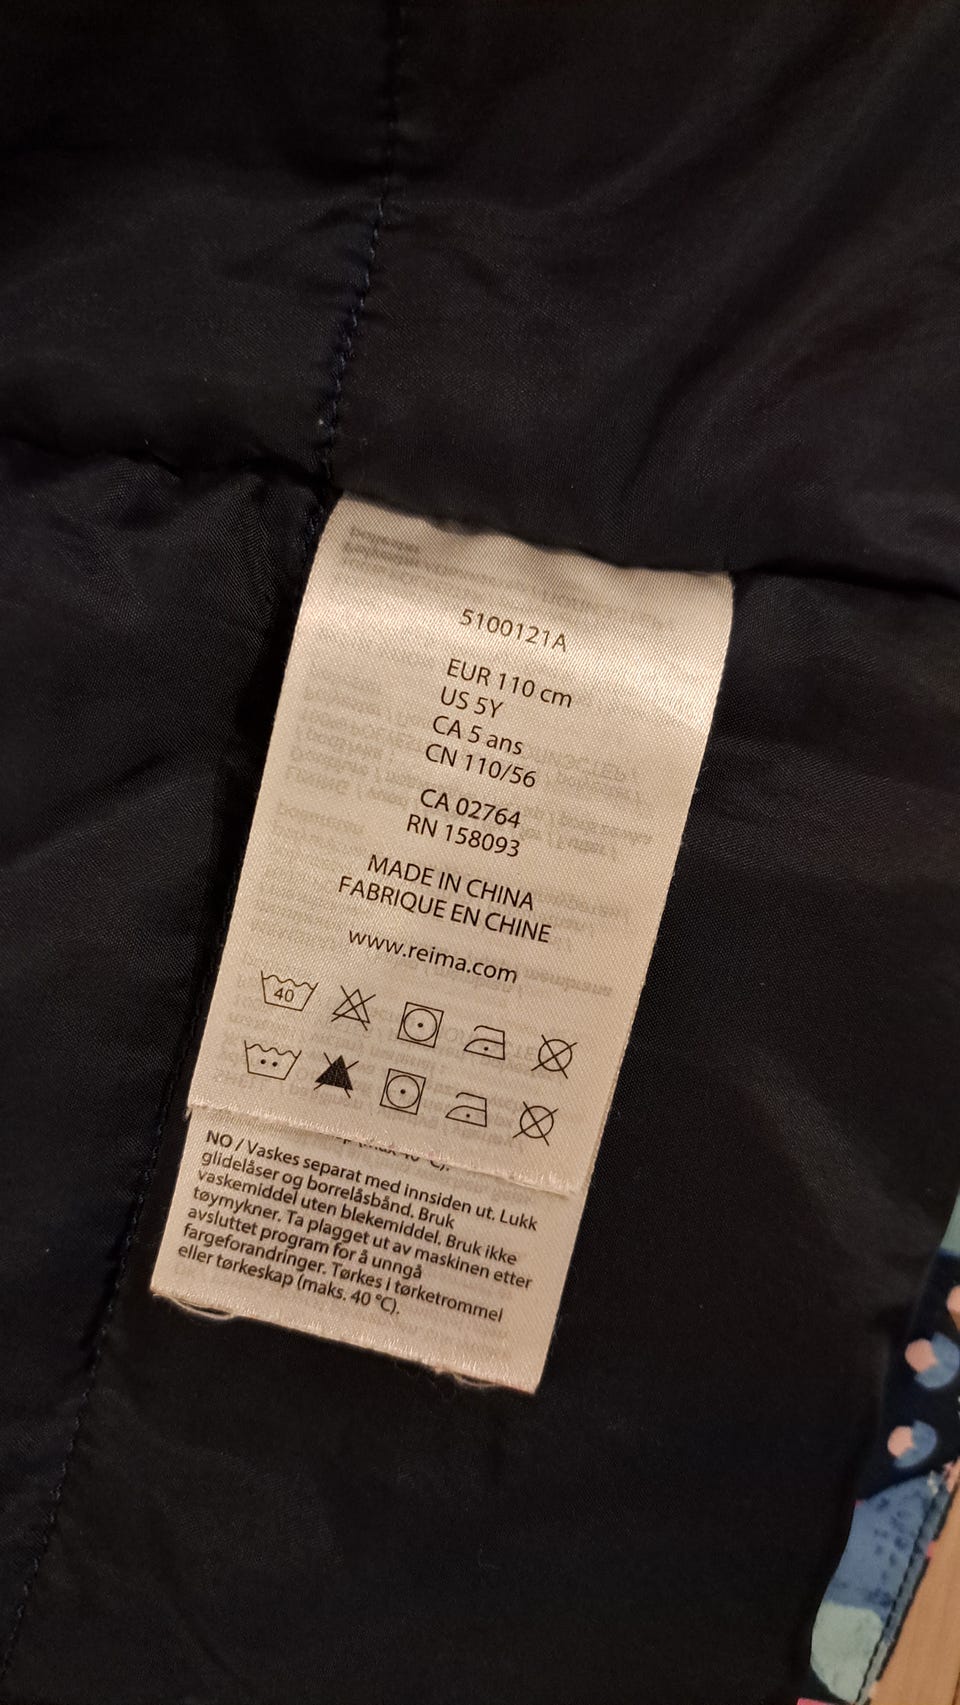 5100121A
EUR 110 cm
US 5Y
CA 5 ans
CN 110/56
CA 02764
RN 158093
MADE IN CHINA
FABRIQUE EN CHINE
www.reima.com
40
NO / Vaskes separat med innsiden ut. Lukk
glidelåser og borrelåsbånd. Bruk
vaskemiddel uten blekemiddel. Bruk ikke
tøymykner. Ta plagget ut av maskinen etter
avsluttet program for å unngå
fargeforandringer. Tørkes i tørketrommel
eller tørkeskap (maks. 40 °C).